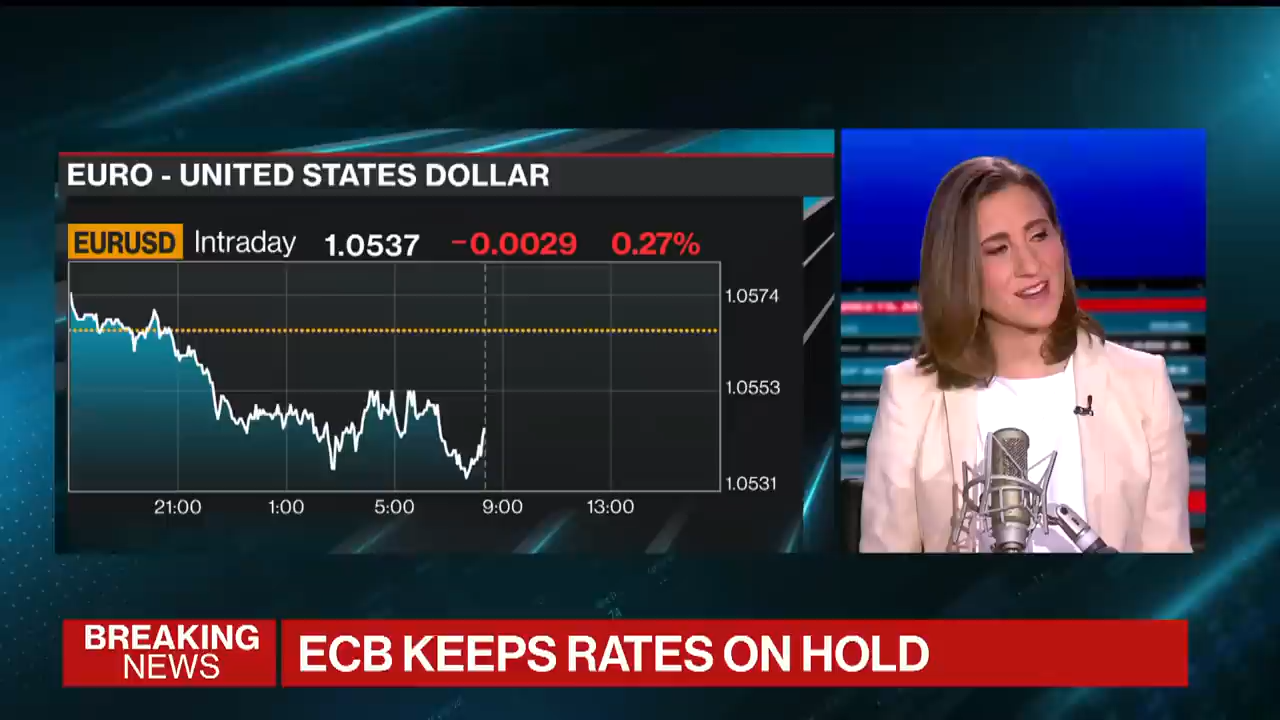 EURO - UNITED STATES DOLLAR
EURUSD Intraday 1.0537 -0.0029 0.27%
1.0574
1.0553
1.0531
21:00 1:00 5:00 9:00 13:00
BREAKING
NEWS
ECB KEEPS RATES ON HOLD